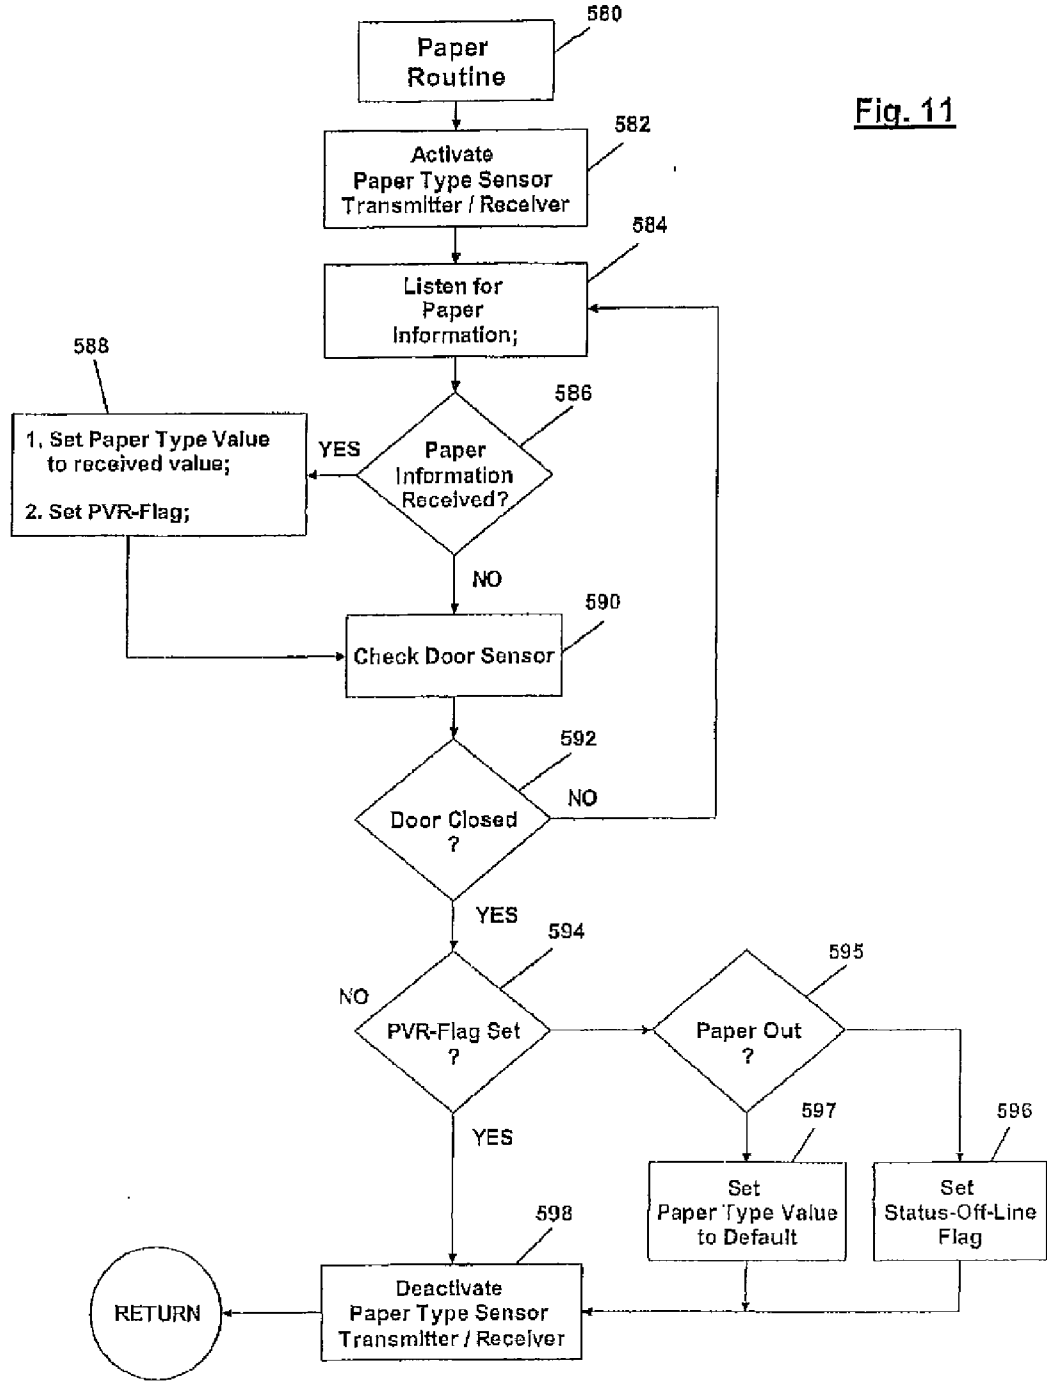 580
Paper
Routine
Fig. 11
582
Activate
Paper Type Sensor
Transmitter / Receiver
584
Listen for
Paper
Information;
588
586
1. Set Paper Type Value
to received value;
2. Set PVR-Flag;
YES
Paper
Information
Received?
NO
590
Check Door Sensor
592
NO
Door Closed
?
YES
594
595
NO
PVR-Flag Set
?
Paper Out
?
YES
597
596
Set
Paper Type Value
to Default
Set
Status-Off-Line
Flag
598
Deactivate
Paper Type Sensor
Transmitter / Receiver
RETURN